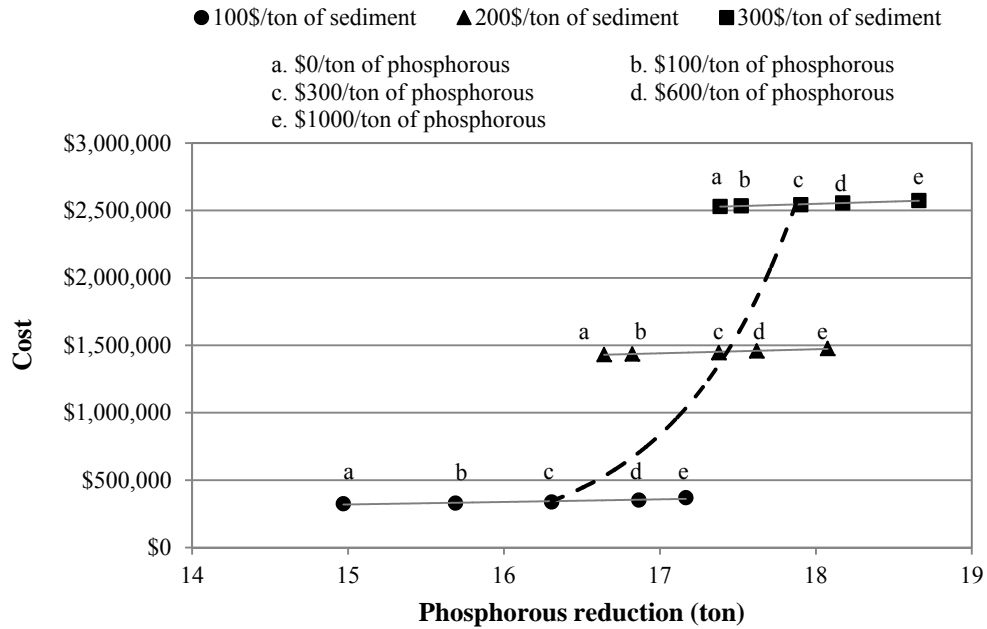 100$/ton of sediment 200$/ton of sediment 300$/ton of sediment
a. $0/ton of phosphorous b. $100/ton of phosphorous
c. $300/ton of phosphorous d. $600/ton of phosphorous
e. $1000/ton of phosphorous
$3,000,000
a b c d e
$2,500,000
$2,000,000
a b c d e
$1,500,000
$1,000,000
a b c d e
$500,000
$0
14 15 16 17 18 19
Cost
Phosphorous reduction (ton)